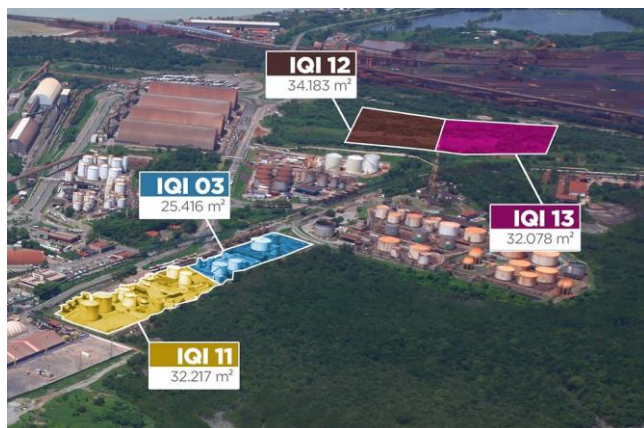 IQI 12
34.183 m²
IQI 03
25.416 m²
IQI 13
32.078 m²
IQI 11
32.217 m²